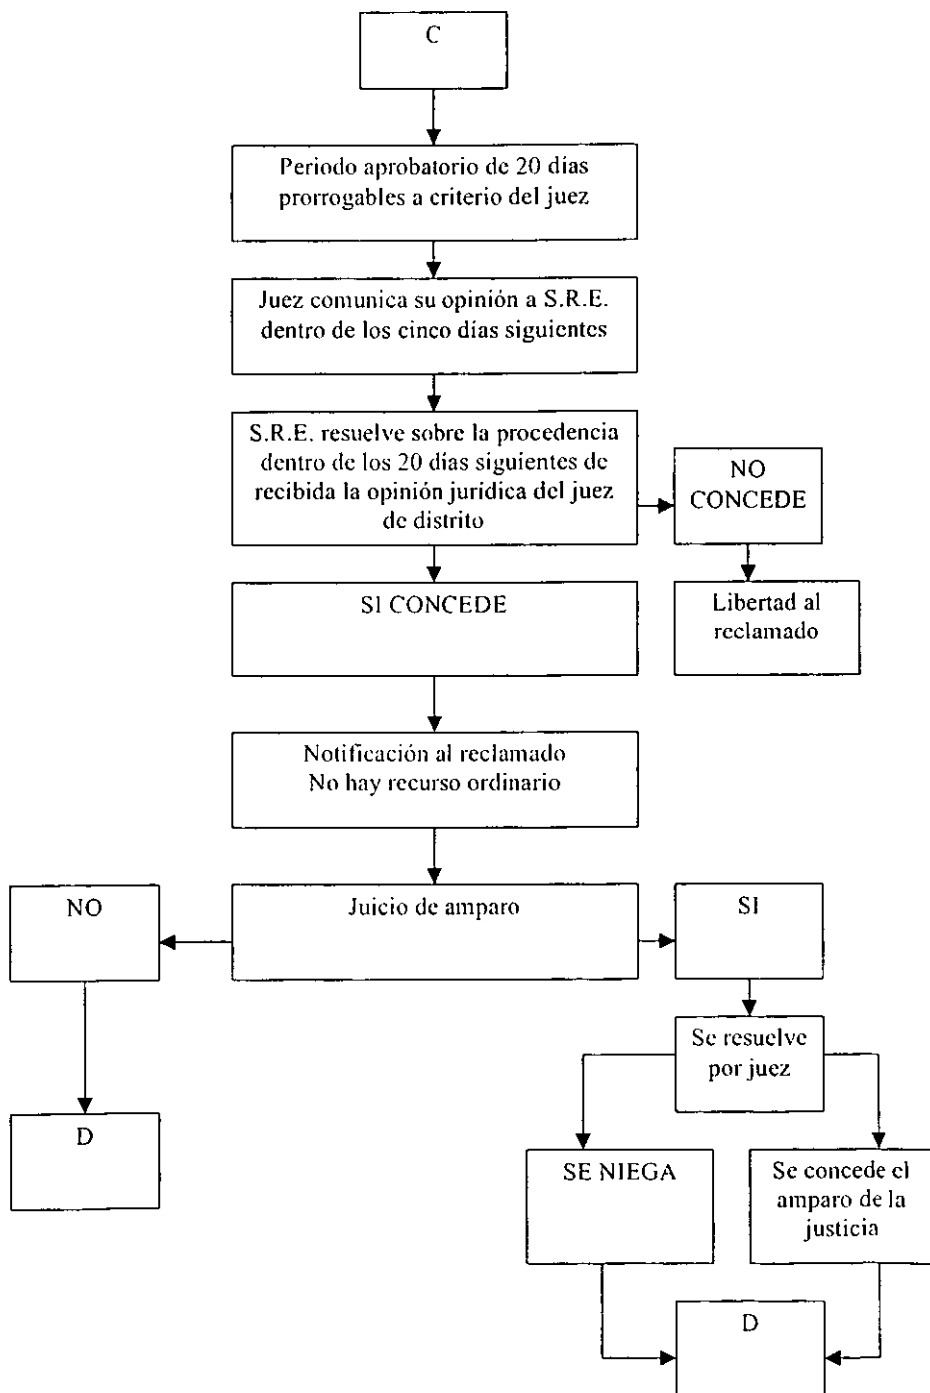 C
Periodo aprobatorio de 20 días
prorrogables a criterio del juez
Juez comunica su opinión a S.R.E.
dentro de los cinco días siguientes
S.R.E. resuelve sobre la procedencia
dentro de los 20 días siguientes de
recibida la opinión jurídica del juez
de distrito
NO
CONCEDE
SI CONCEDE
Libertad al
reclamado
Notificación al reclamado
No hay recurso ordinario
NO
Juicio de amparo
SI
Se resuelve
por juez
D
SE NIEGA
Se concede el
amparo de la
justicia
D